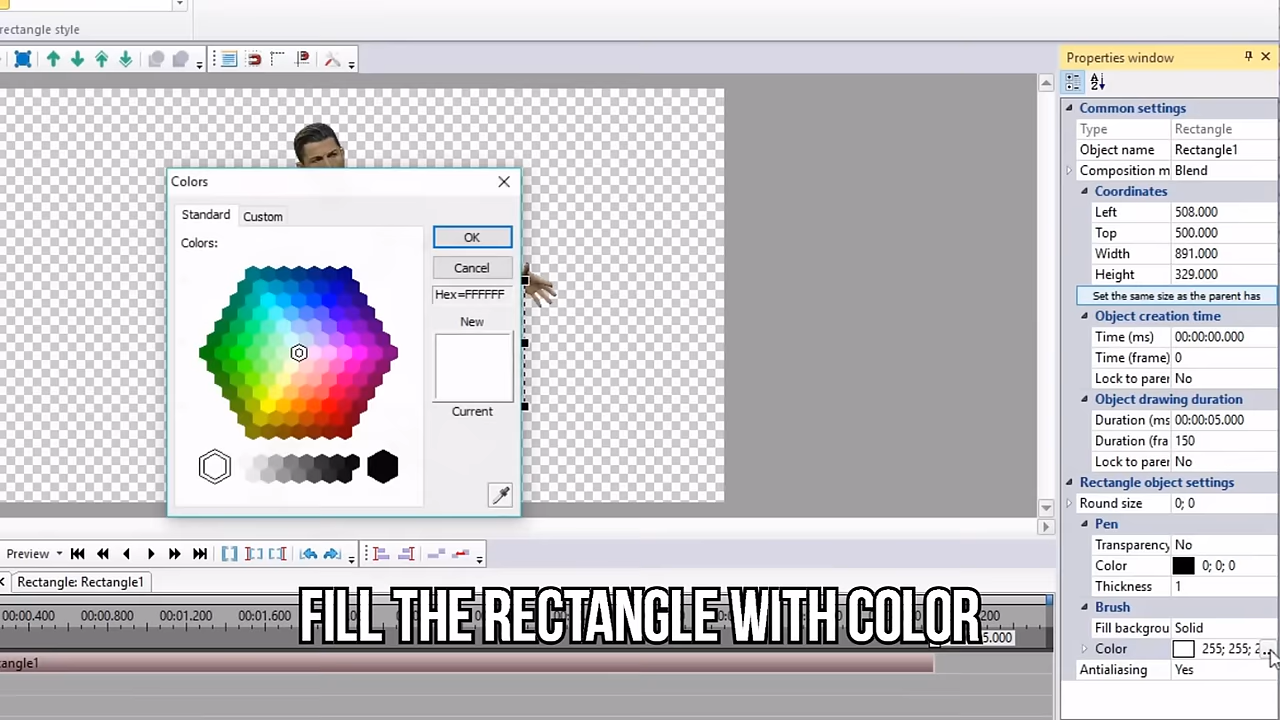 rectangle style
Properties window
Common settings
Type Rectangle
Object name Rectangle1
Composition m Blend
Coordinates
Left 508.000
Top 500.000
Width 891.000
Height 329.000
Set the same size as the parent has
Object creation time
Time (ms) 00:00:00.000
Time (frame) 0
Lock to parer No
Object drawing duration
Duration (ms 00:00:05.000
Duration (fra 150
Lock to parer No
Rectangle object settings
Round size 0; 0
Pen
Transparency No
Color 0; 0; 0
Thickness 1
Brush
Fill backgrou Solid
Color 255; 255; 2 ...
Antialiasing Yes
Colors
Standard Custom
Colors:
OK
Cancel
Hex=FFFFFF
New
Current
Preview
Rectangle: Rectangle1
00:00.400 00:00.800 00:01.200 00:01.600 200
5.000
FILL THE RECTANGLE WITH COLOR
tangle1